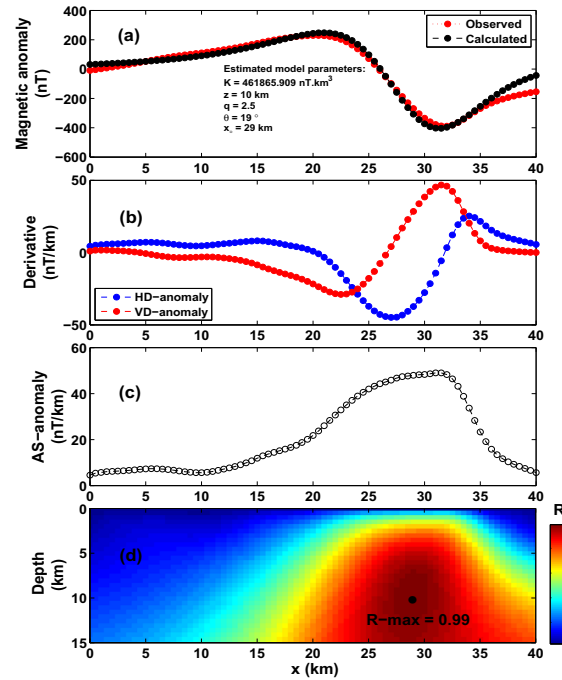 400
200
0
−200
−400
−600
Magnetic anomaly
(nT)
(a)
Observed
Calculated
Estimated model parameters:
K = 461865.909 nT.km³
z = 10 km
q = 2.5
θ = 19 °
= 29 km
0 5 10 15 20 25 30 35 40
50
0
−50
Derivative
(nT/km)
(b)
HD−anomaly
VD−anomaly
0 5 10 15 20 25 30 35 40
60
40
20
0
AS−anomaly
(nT/km)
(c)
0 5 10 15 20 25 30 35 40
0
5
10
15
Depth
(km)
(d)
R−max = 0.99
R
0 5 10 15 20 25 30 35 40
x (km)